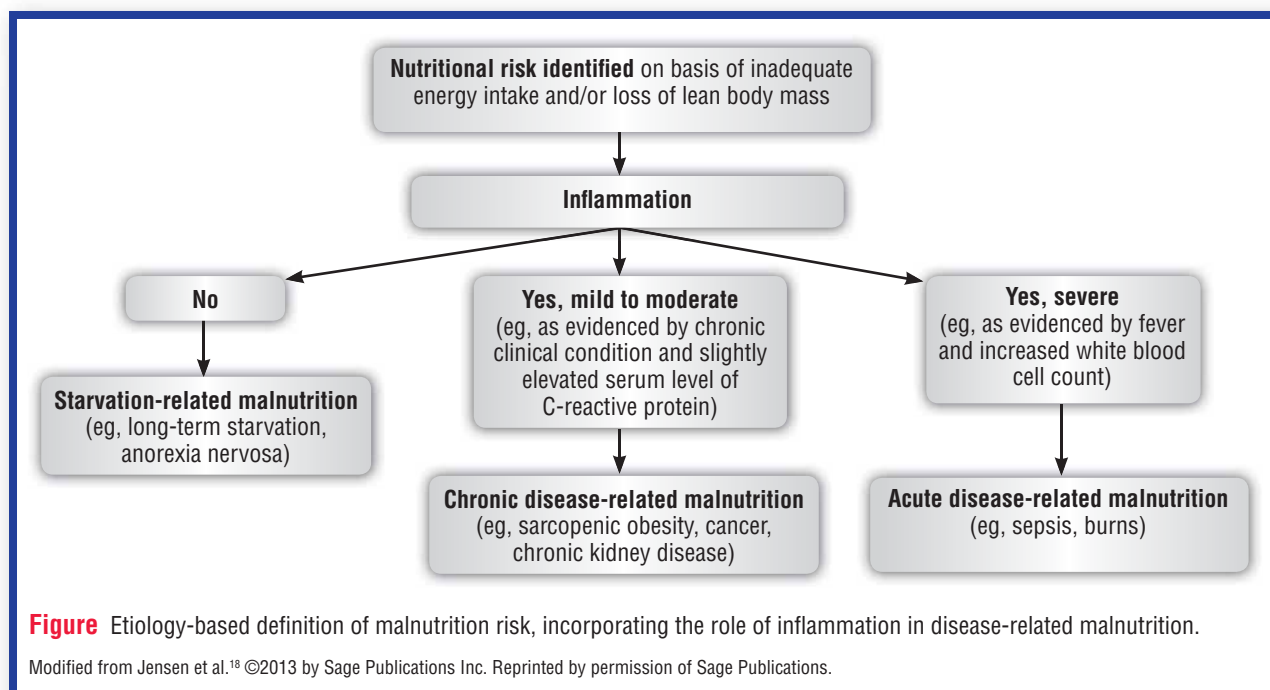 Nutritional risk identified on basis of inadequate
energy intake and/or loss of lean body mass
Inflammation
No
Starvation-related malnutrition
(eg, long-term starvation,
anorexia nervosa)
Yes, mild to moderate
(eg, as evidenced by chronic
clinical condition and slightly
elevated serum level of
C-reactive protein)
Chronic disease-related malnutrition
(eg, sarcopenic obesity, cancer,
chronic kidney disease)
Yes, severe
(eg, as evidenced by fever
and increased white blood
cell count)
Acute disease-related malnutrition
(eg, sepsis, burns)
Figure Etiology-based definition of malnutrition risk, incorporating the role of inflammation in disease-related malnutrition.
Modified from Jensen et al.¹⁸ ©2013 by Sage Publications Inc. Reprinted by permission of Sage Publications.